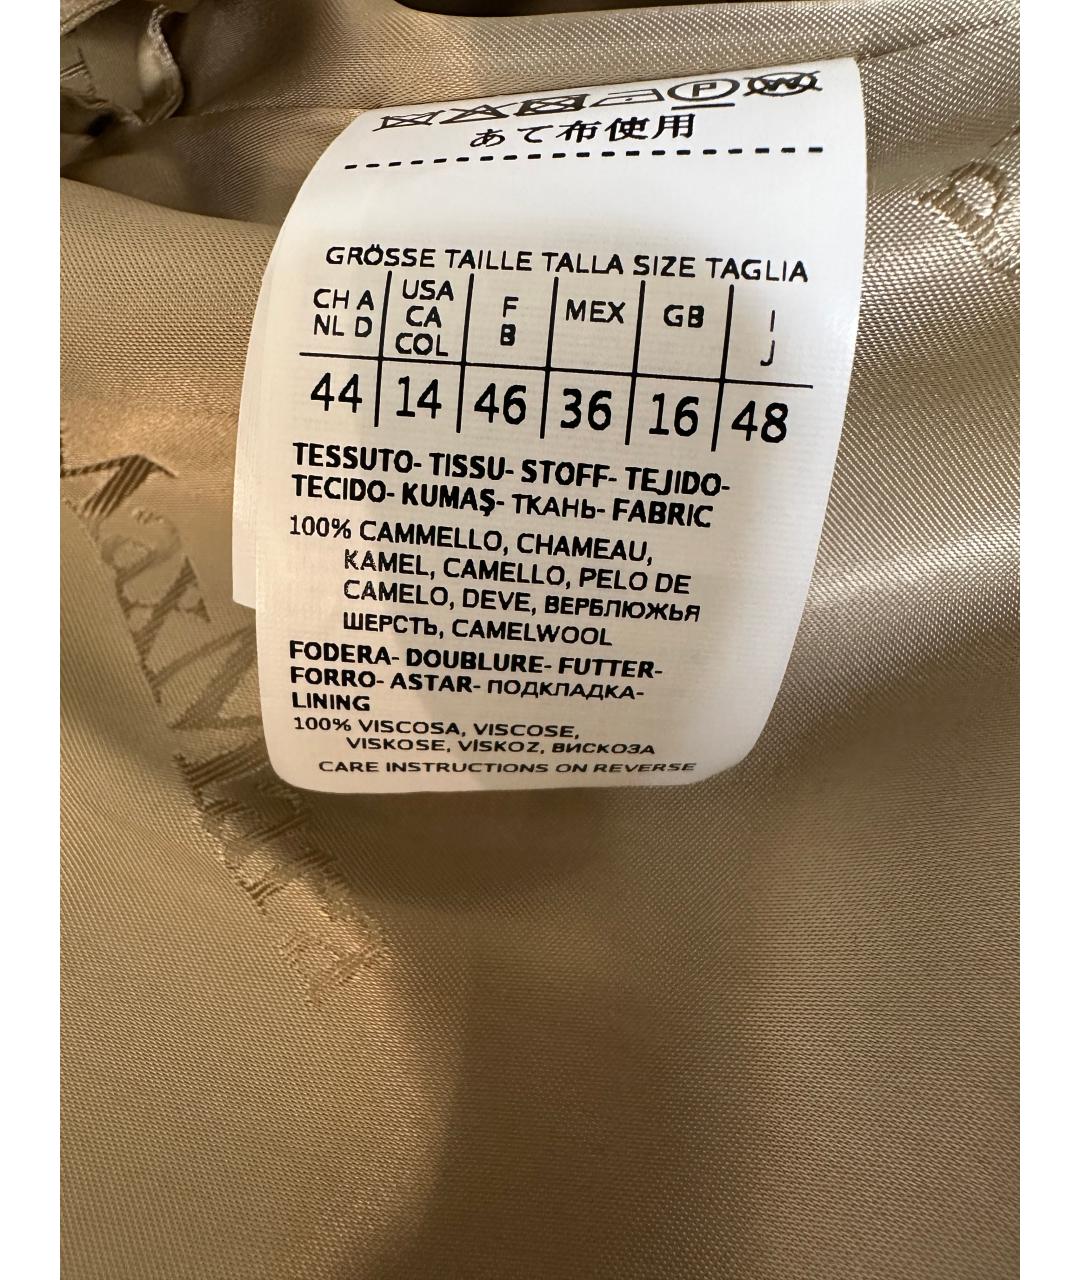 あて布使用
GRÖSSE TAILLE TALLA SIZE TAGLIA
CH A NL D | USA CA COL | F B | MEX | GB | I J
44 | 14 | 46 | 36 | 16 | 48
TESSUTO- TISSU- STOFF- TEJIDO-
TECIDO- KUMAŞ- ТКАНЬ- FABRIC
100% CAMMELLO, CHAMEAU,
KAMEL, CAMELLO, PELO DE
CAMELO, DEVE, ВЕРБЛЮЖЬЯ
ШЕРСТЬ, CAMELWOOL
FODERA- DOUBLURE- FUTTER-
FORRO- ASTAR- ПОДКЛАДКА-
LINING
100% VISCOSA, VISCOSE,
VISKOSE, VİSKOZ, ВИСКОЗА
CARE INSTRUCTIONS ON REVERSE
MaxMara